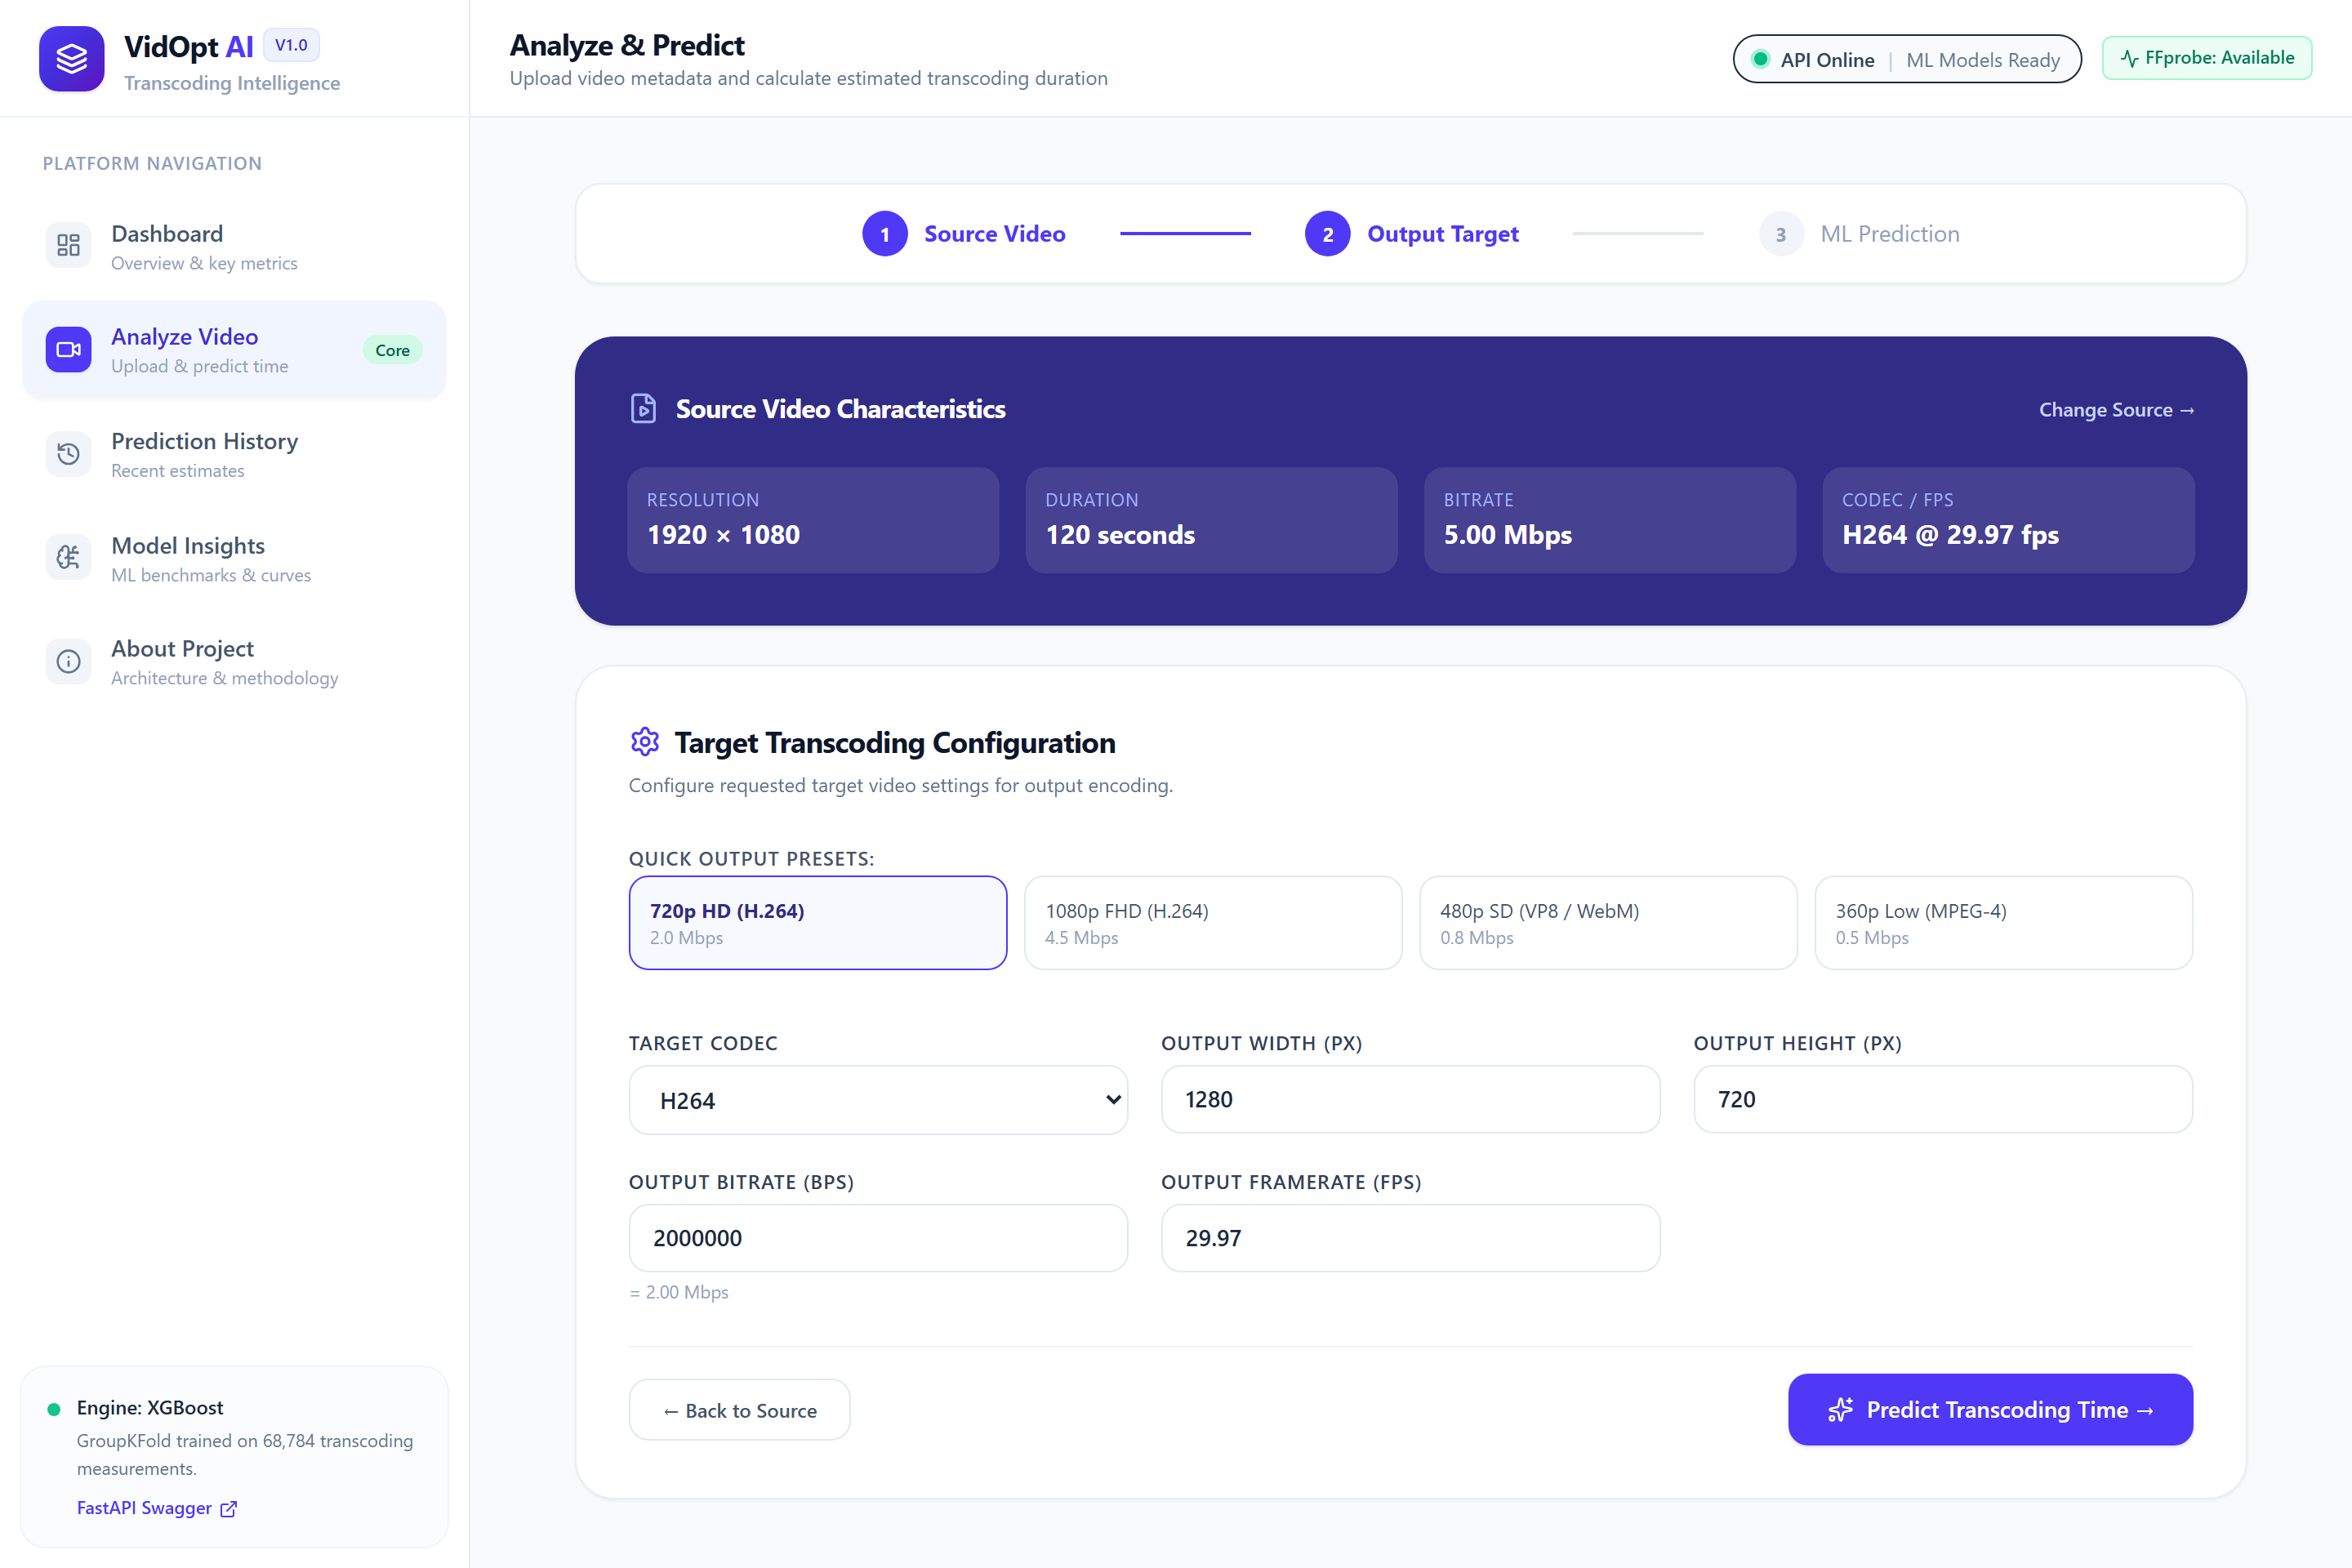 VidOpt AI V1.0
Transcoding Intelligence
PLATFORM NAVIGATION
Dashboard
Overview & key metrics
Analyze Video
Upload & predict time
Core
Prediction History
Recent estimates
Model Insights
ML benchmarks & curves
About Project
Architecture & methodology
Engine: XGBoost
GroupKFold trained on 68,784 transcoding
measurements.
FastAPI Swagger
Analyze & Predict
Upload video metadata and calculate estimated transcoding duration
API Online | ML Models Ready
FFprobe: Available
1 Source Video
2 Output Target
3 ML Prediction
Source Video Characteristics
Change Source →
RESOLUTION
1920 × 1080
DURATION
120 seconds
BITRATE
5.00 Mbps
CODEC / FPS
H264 @ 29.97 fps
Target Transcoding Configuration
Configure requested target video settings for output encoding.
QUICK OUTPUT PRESETS:
720p HD (H.264)
2.0 Mbps
1080p FHD (H.264)
4.5 Mbps
480p SD (VP8 / WebM)
0.8 Mbps
360p Low (MPEG-4)
0.5 Mbps
TARGET CODEC
H264
OUTPUT WIDTH (PX)
1280
OUTPUT HEIGHT (PX)
720
OUTPUT BITRATE (BPS)
2000000
= 2.00 Mbps
OUTPUT FRAMERATE (FPS)
29.97
← Back to Source
Predict Transcoding Time →